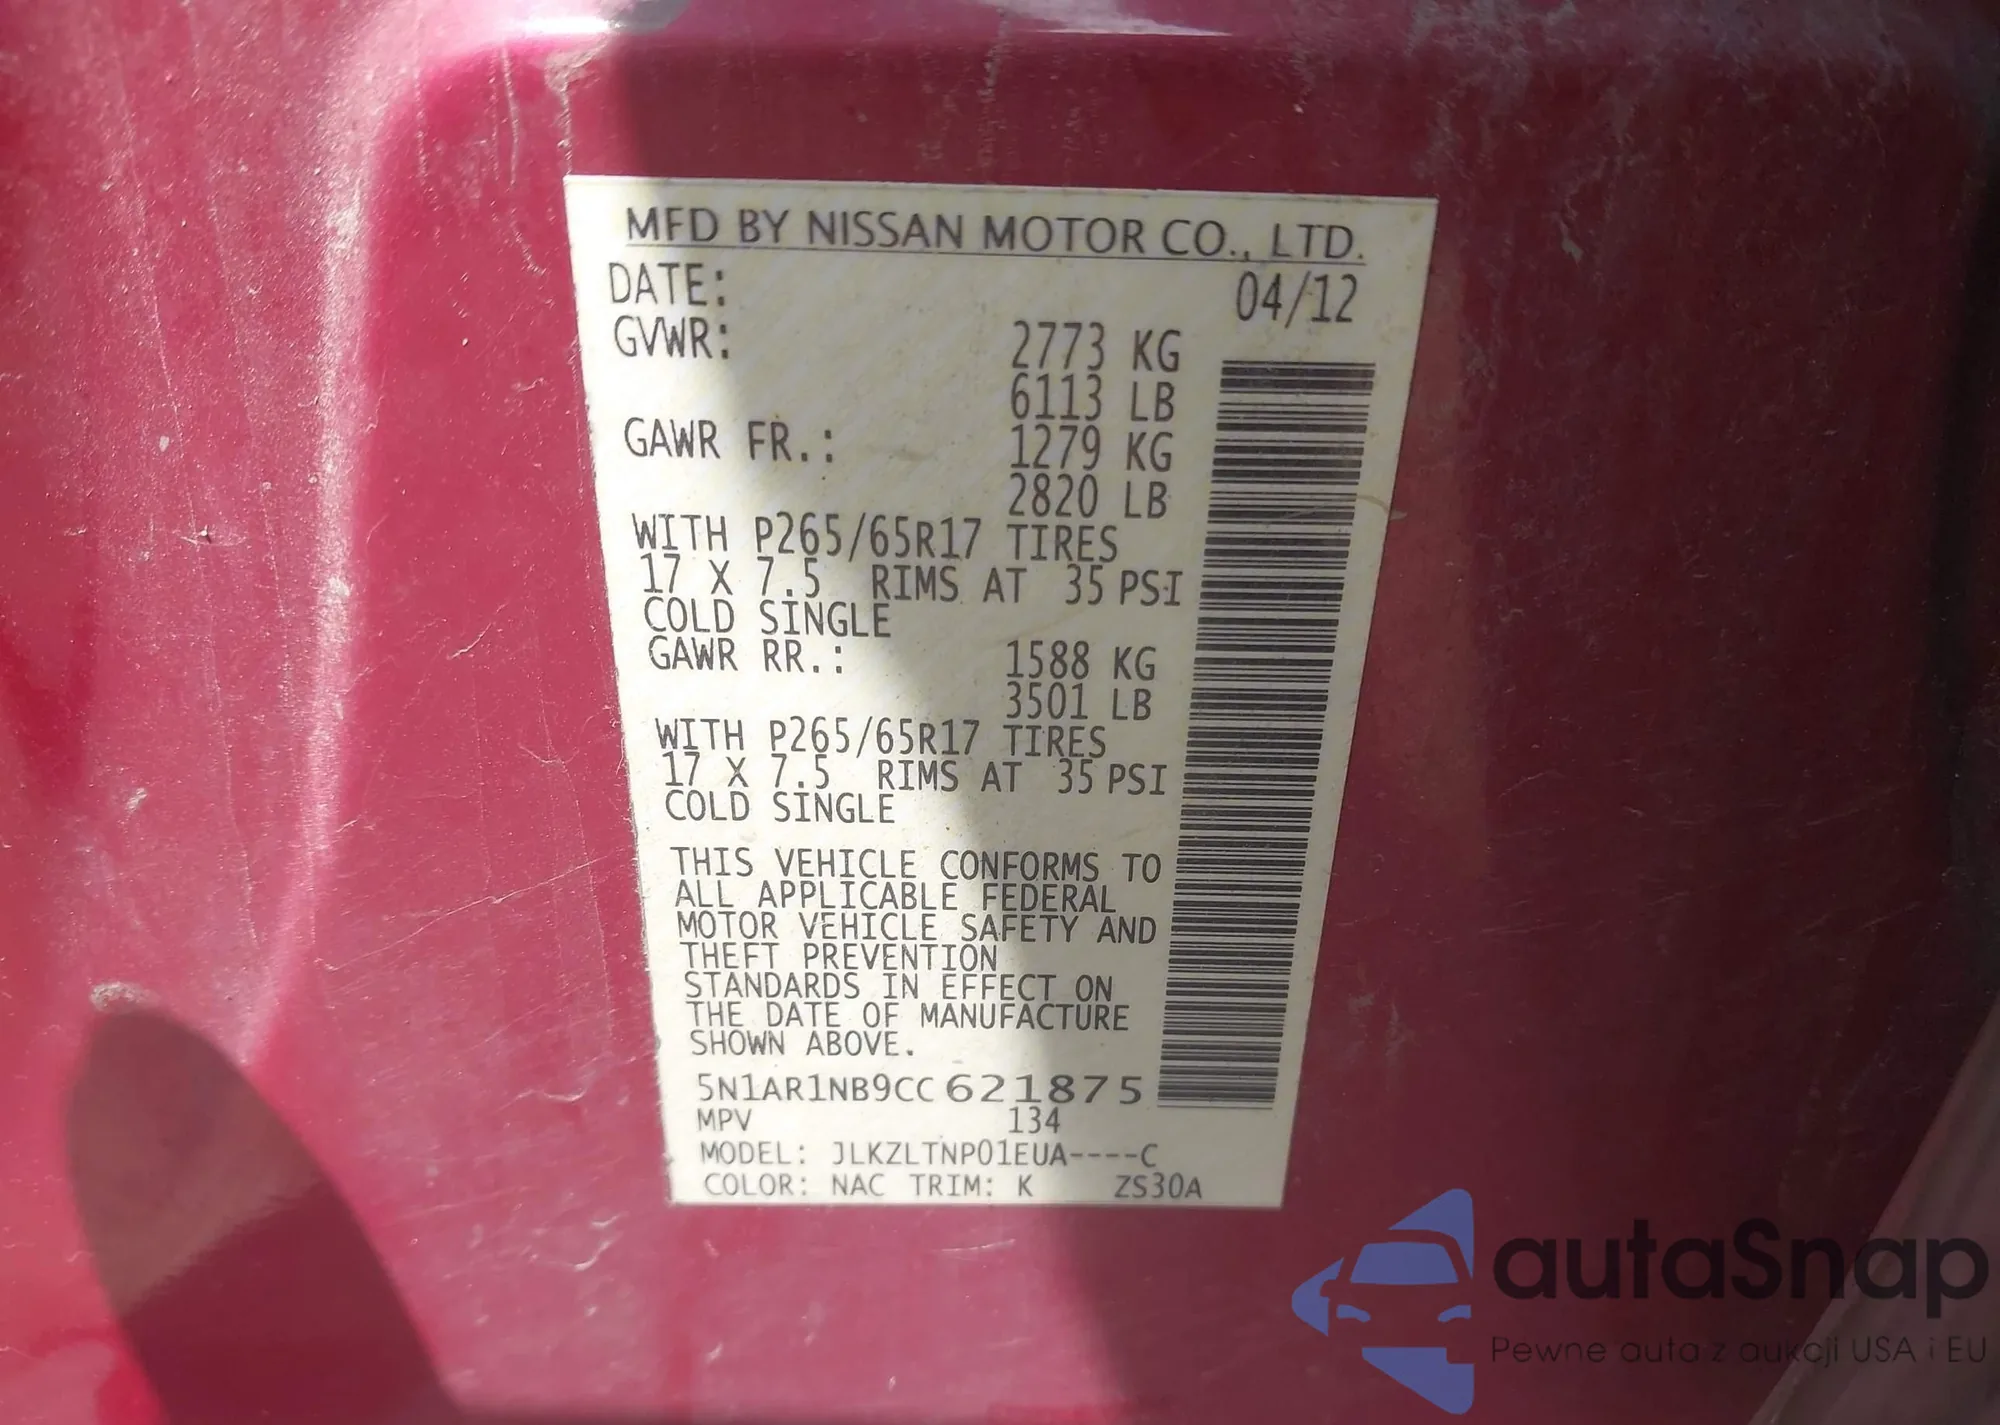 MFD BY NISSAN MOTOR CO., LTD.
DATE: 04/12
GVWR: 2773 KG
6113 LB
GAWR FR.: 1279 KG
2820 LB
WITH P265/65R17 TIRES
17 X 7.5 RIMS AT 35 PSI
COLD SINGLE
GAWR RR.: 1588 KG
3501 LB
WITH P265/65R17 TIRES
17 X 7.5 RIMS AT 35 PSI
COLD SINGLE
THIS VEHICLE CONFORMS TO
ALL APPLICABLE FEDERAL
MOTOR VEHICLE SAFETY AND
THEFT PREVENTION
STANDARDS IN EFFECT ON
THE DATE OF MANUFACTURE
SHOWN ABOVE.
5N1AR1NB9CC 621875
MPV 134
MODEL: JLKZLTNP01EUA----C
COLOR: NAC TRIM: K ZS30A
autaSnap
Pewne auta z aukcji USA i EU